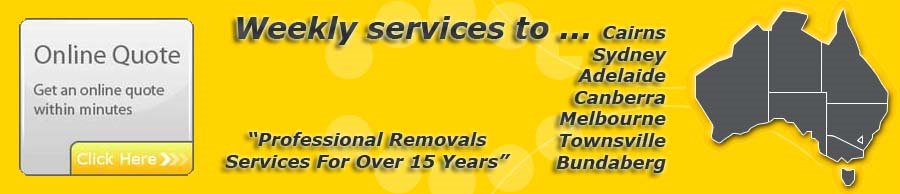 Online Quote
Get an online quote
within minutes
Click Here
Weekly services to ... Cairns
Sydney
Adelaide
Canberra
Melbourne
Townsville
Bundaberg
“Professional Removals
Services For Over 15 Years”